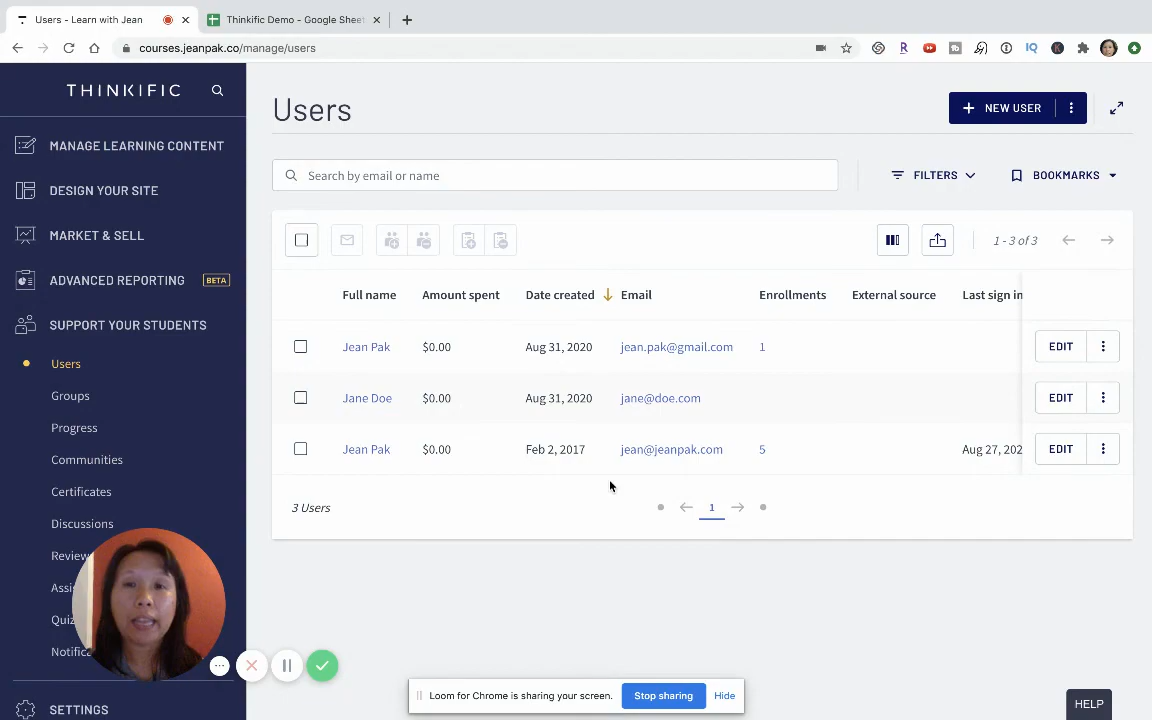 Users - Learn with Jean
Thinkific Demo - Google Sheet
courses.jeanpak.co/manage/users
THINKIFIC
MANAGE LEARNING CONTENT
DESIGN YOUR SITE
MARKET & SELL
ADVANCED REPORTING BETA
SUPPORT YOUR STUDENTS
Users
Groups
Progress
Communities
Certificates
Discussions
Review
Assi
Quiz
Notific
SETTINGS
Users
NEW USER
Search by email or name
FILTERS
BOOKMARKS
1 - 3 of 3
Full name Amount spent Date created Email Enrollments External source Last sign in
Jean Pak $0.00 Aug 31, 2020 jean.pak@gmail.com 1 EDIT
Jane Doe $0.00 Aug 31, 2020 jane@doe.com EDIT
Jean Pak $0.00 Feb 2, 2017 jean@jeanpak.com 5 Aug 27, 202 EDIT
3 Users
1
Loom for Chrome is sharing your screen. Stop sharing Hide
HELP